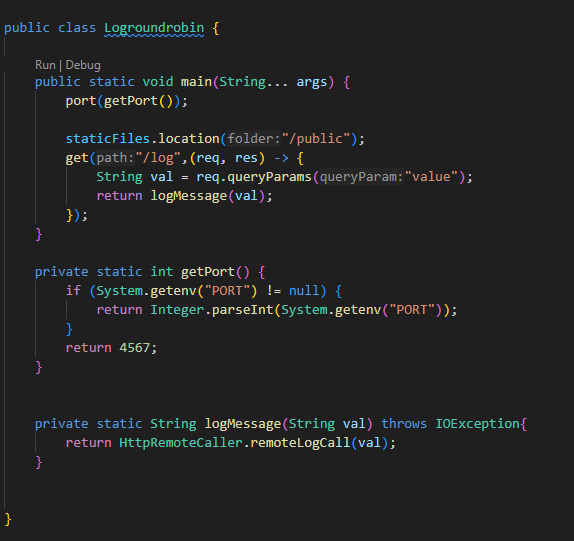 public class Logroundrobin {
Run | Debug
public static void main(String... args) {
port(getPort());
staticFiles.location(folder:"/public");
get(path:"/log",(req, res) -> {
String val = req.queryParams(queryParam:"value");
return logMessage(val);
});
}
private static int getPort() {
if (System.getenv("PORT") != null) {
return Integer.parseInt(System.getenv("PORT"));
}
return 4567;
}
private static String logMessage(String val) throws IOException{
return HttpRemoteCaller.remoteLogCall(val);
}
}